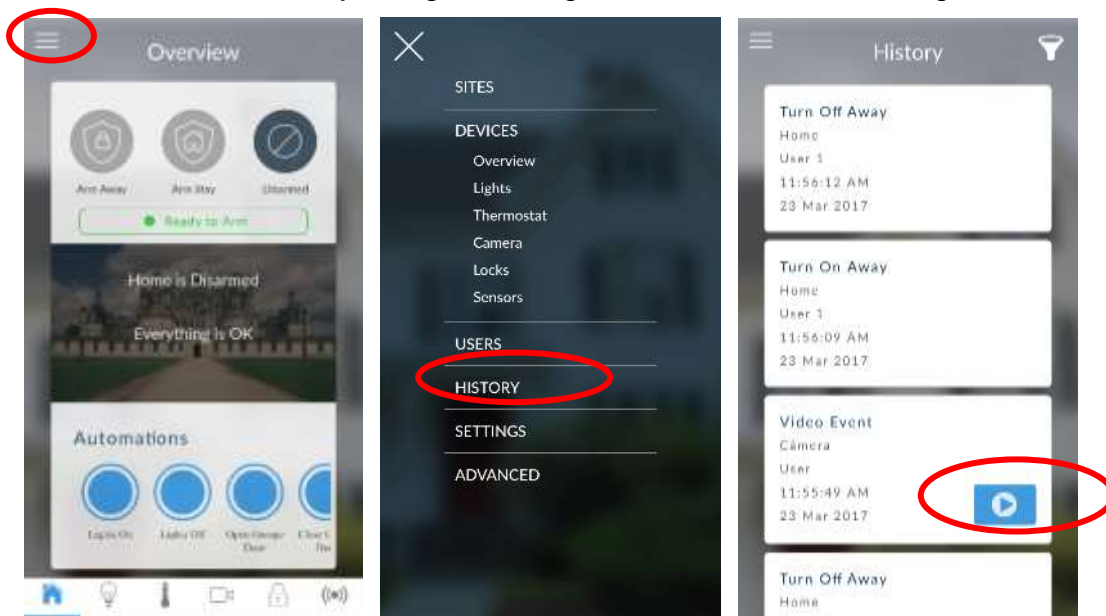 Overview
Arm Away
Arm Stay
Disarmed
Ready to Arm
Home is Disarmed
Everything is OK
Automations
Lights On
Lights Off
Open Garage
Door
SITES
DEVICES
Overview
Lights
Thermostat
Camera
Locks
Sensors
USERS
HISTORY
SETTINGS
ADVANCED
History
Turn Off Away
Home
User 1
11:56:12 AM
23 Mar 2017
Turn On Away
Home
User 1
11:56:09 AM
23 Mar 2017
Video Event
Camera
User
11:55:49 AM
23 Mar 2017
Turn Off Away
Home